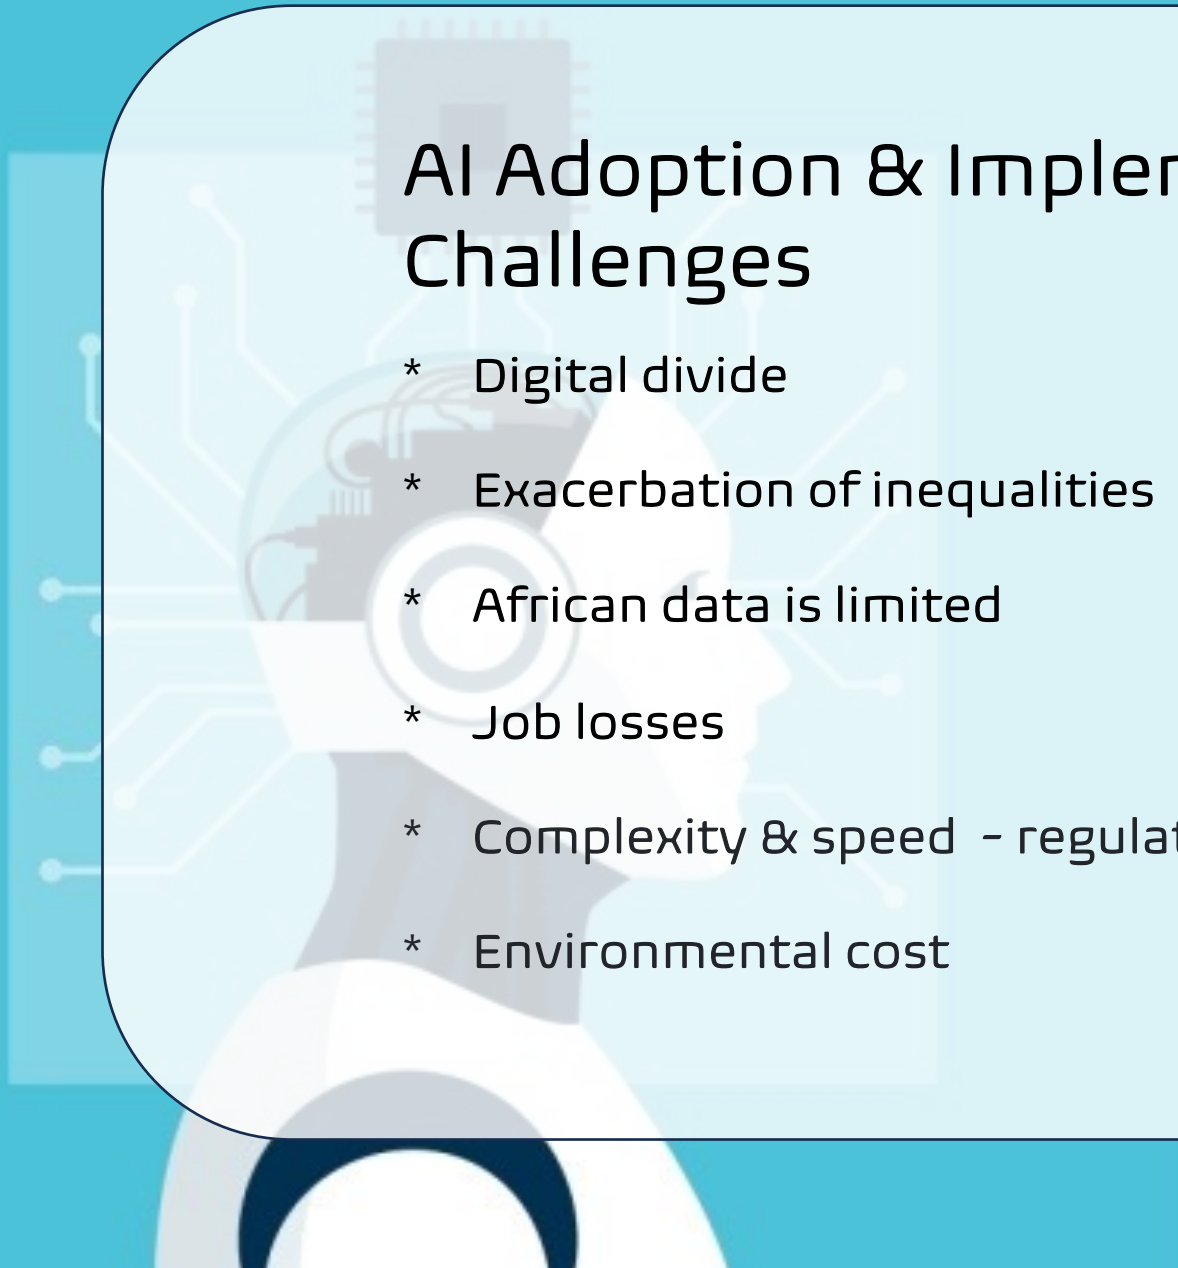 AI Adoption & Impler
Challenges
* Digital divide
* Exacerbation of inequalities
* African data is limited
* Job losses
* Complexity & speed - regulat
* Environmental cost